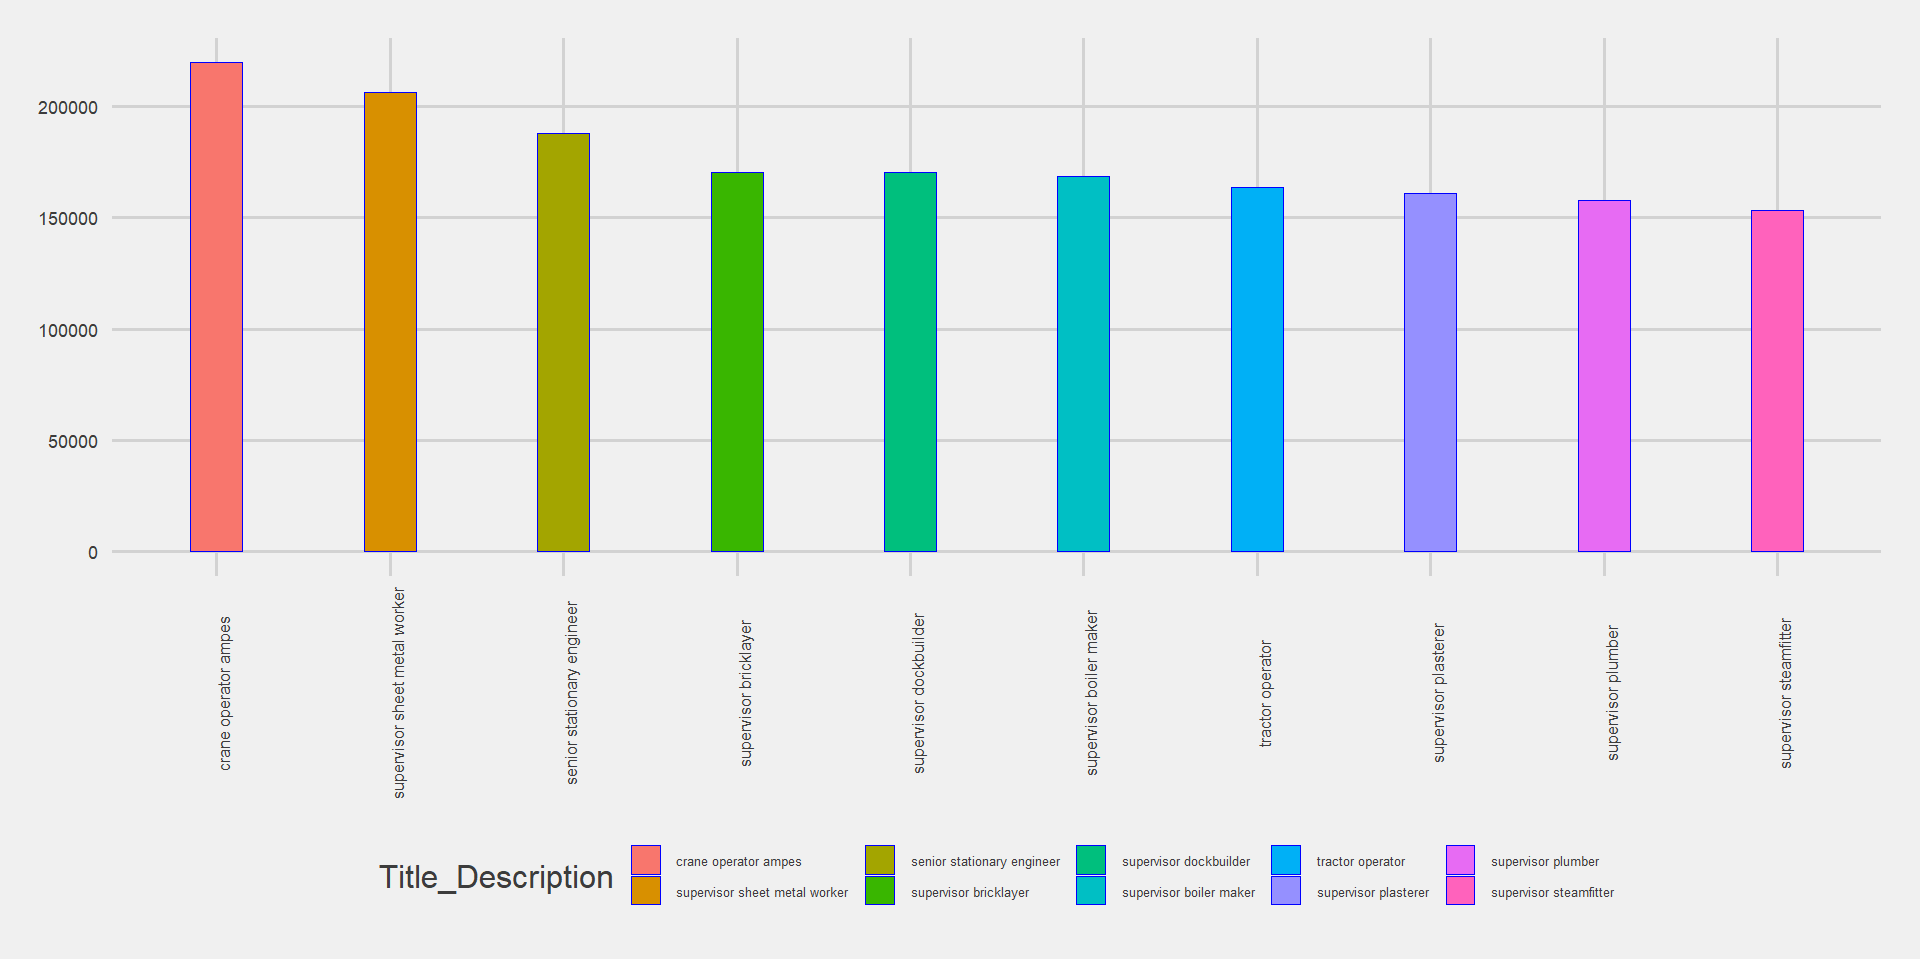 200000
150000
100000
50000
0
crane operator ampes
supervisor sheet metal worker
senior stationary engineer
supervisor bricklayer
supervisor dockbuilder
supervisor boiler maker
tractor operator
supervisor plasterer
supervisor plumber
supervisor steamfitter
Title_Description
crane operator ampes
supervisor sheet metal worker
senior stationary engineer
supervisor bricklayer
supervisor dockbuilder
supervisor boiler maker
tractor operator
supervisor plasterer
supervisor plumber
supervisor steamfitter